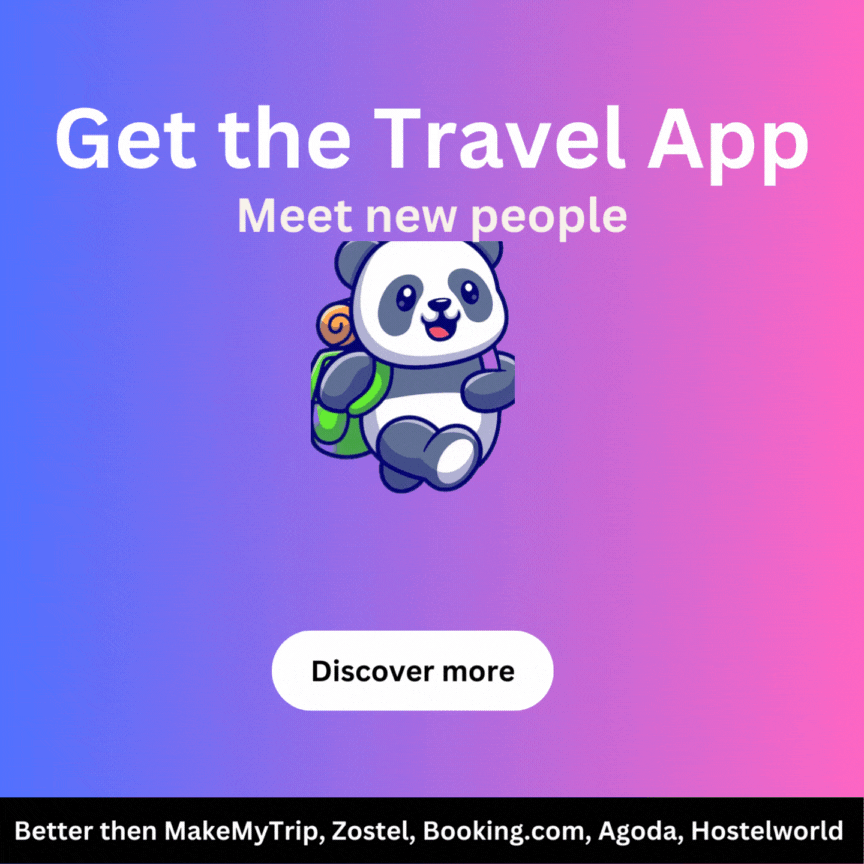 Get the Travel App
Meet new people
Discover more
Better then MakeMyTrip, Zostel, Booking.com, Agoda, Hostelworld